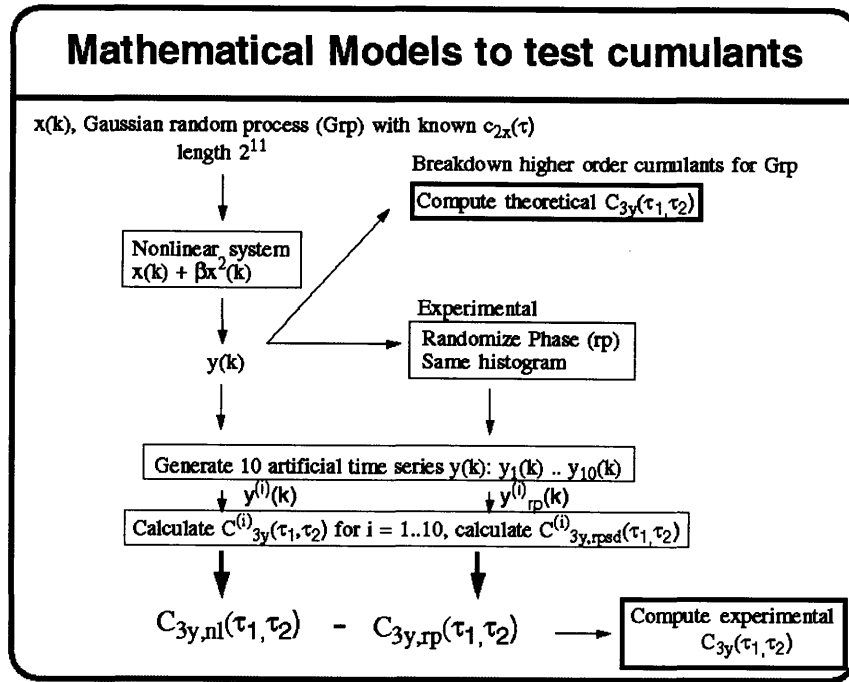 Mathematical Models to test cumulants
x(k), Gaussian random process (Grp) with known c₂ₓ(τ)
length 2¹¹
Breakdown higher order cumulants for Grp
Compute theoretical C₃y(τ₁,τ₂)
Nonlinear system
x(k) + βx²(k)
Experimental
Randomize Phase (rp)
Same histogram
y(k)
Generate 10 artificial time series y(k): y₁(k) .. y₁₀(k)
y⁽ⁱ⁾(k)
y⁽ⁱ⁾rp(k)
Calculate C⁽ⁱ⁾₃y(τ₁,τ₂) for i = 1..10, calculate C⁽ⁱ⁾₃y,rpsd(τ₁,τ₂)
C₃y,nl(τ₁,τ₂) - C₃y,rp(τ₁,τ₂)
Compute experimental
C₃y(τ₁,τ₂)